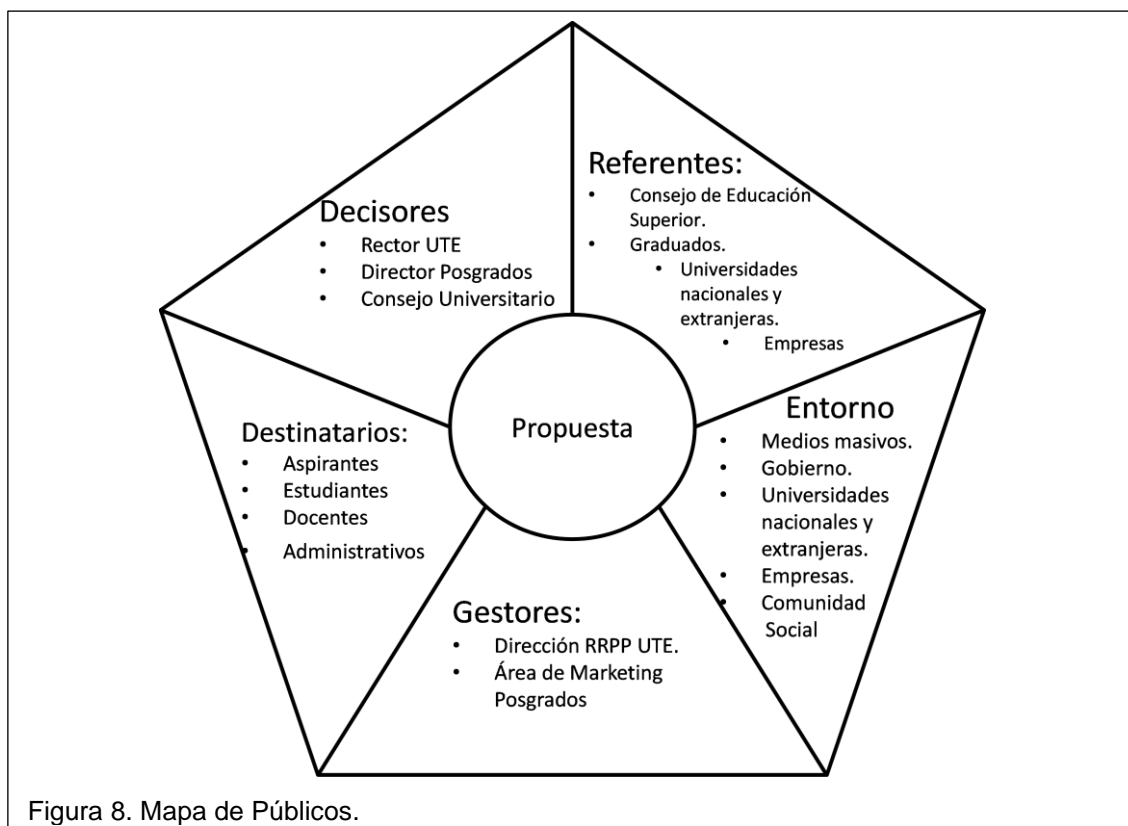 Decisores
• Rector UTE
• Director Posgrados
• Consejo Universitario
Referentes:
• Consejo de Educación
Superior.
• Graduados.
• Universidades
nacionales y
extranjeras.
• Empresas
Entorno
• Medios masivos.
• Gobierno.
• Universidades
nacionales y
extranjeras.
• Empresas.
• Comunidad
Social
Propuesta
Destinatarios:
• Aspirantes
• Estudiantes
• Docentes
• Administrativos
Gestores:
• Dirección RRPP UTE.
• Área de Marketing
Posgrados
Figura 8. Mapa de Públicos.